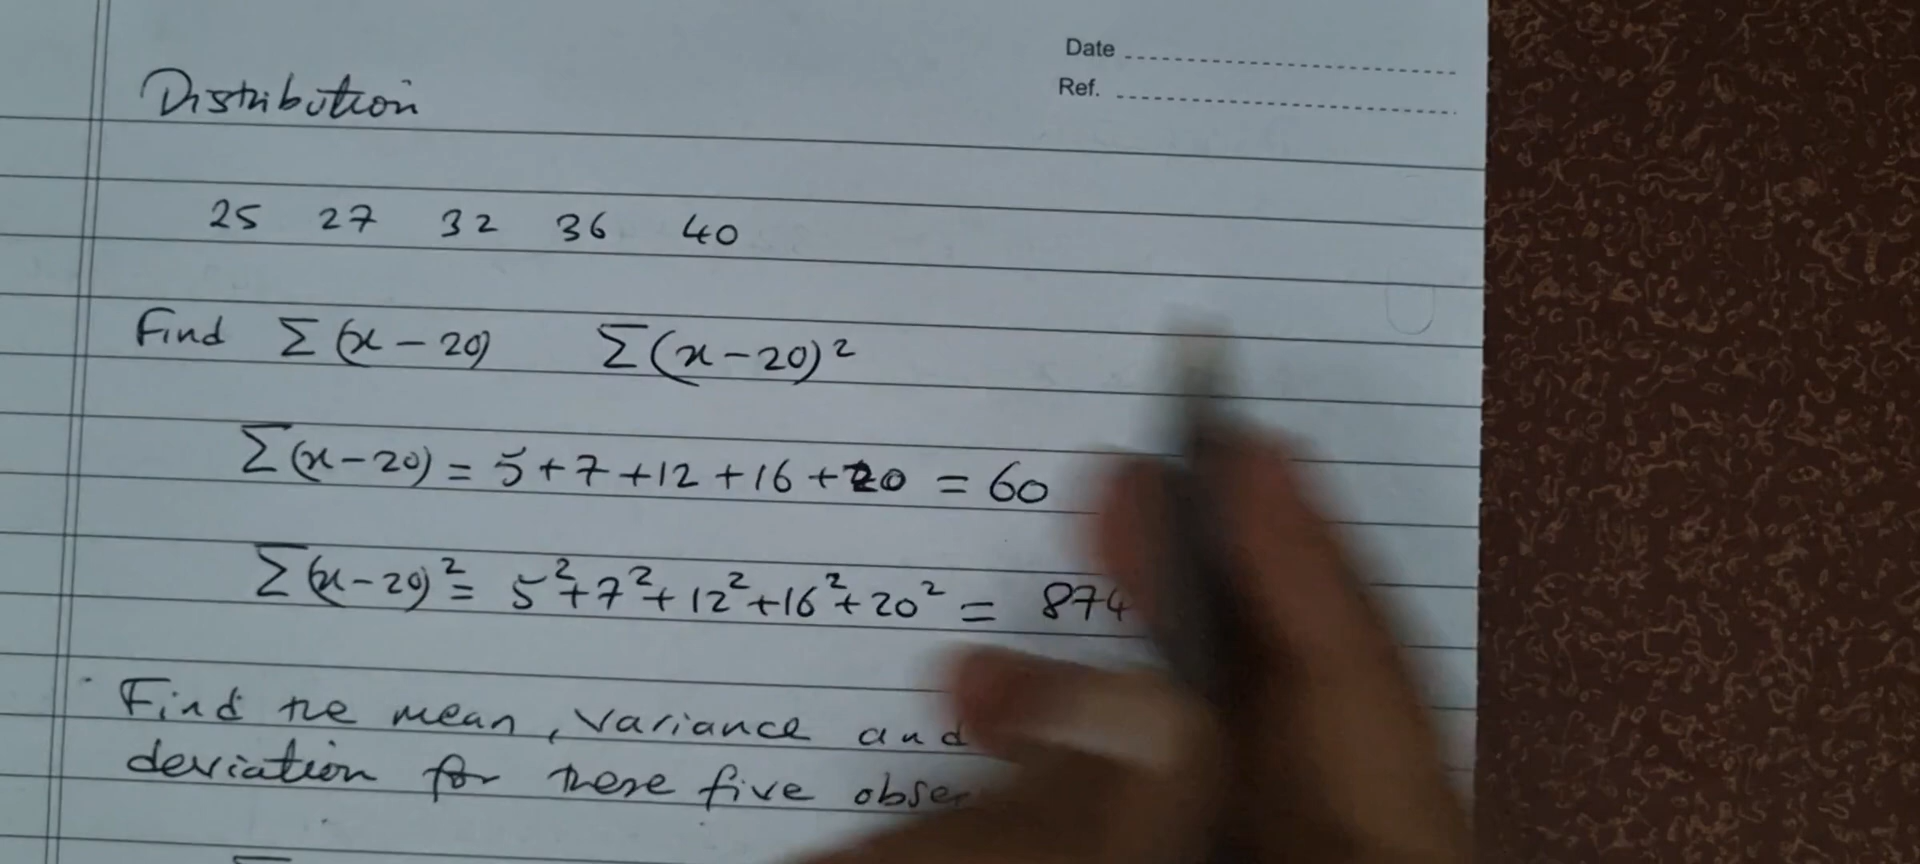 Date
Ref.
Distribution
25 27 32 36 40
Find Σ(x-20) Σ(x-20)²
Σ(x-20) = 5+7+12+16+20 = 60
Σ(x-20)² = 5²+7²+12²+16²+20² = 874
Find the mean, variance and
deviation for these five